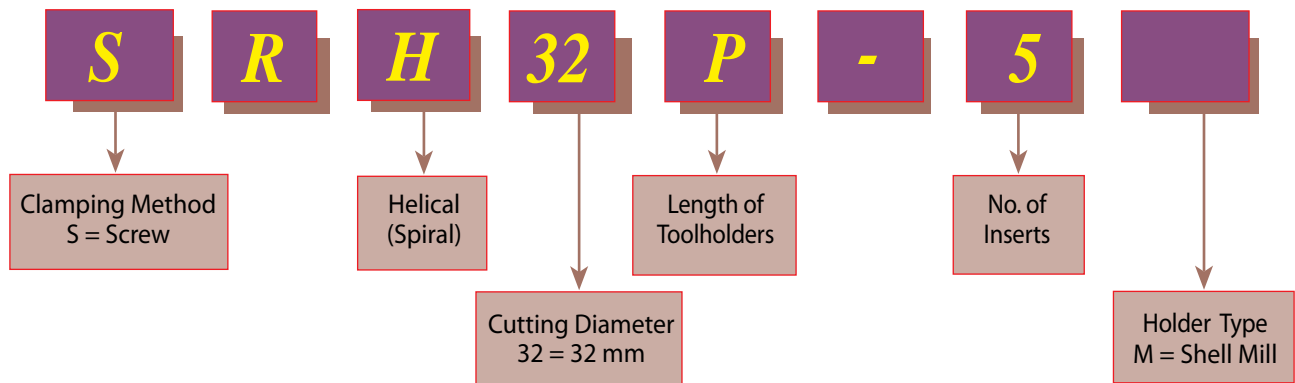 S R H 32 P - 5
Clamping Method
S = Screw
Helical
(Spiral)
Length of
Toolholders
No. of
Inserts
Cutting Diameter
32 = 32 mm
Holder Type
M = Shell Mill